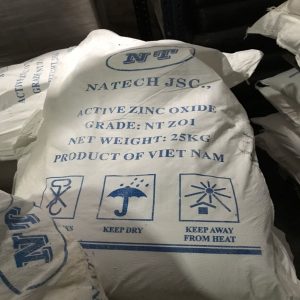 NT
NATECH JSC.,
ACTIVE ZINC OXIDE
GRADE: NT-ZO1
NET WEIGHT: 25KG
PRODUCT OF VIET NAM
KEEP DRY
KEEP AWAY
FROM HEAT
NT